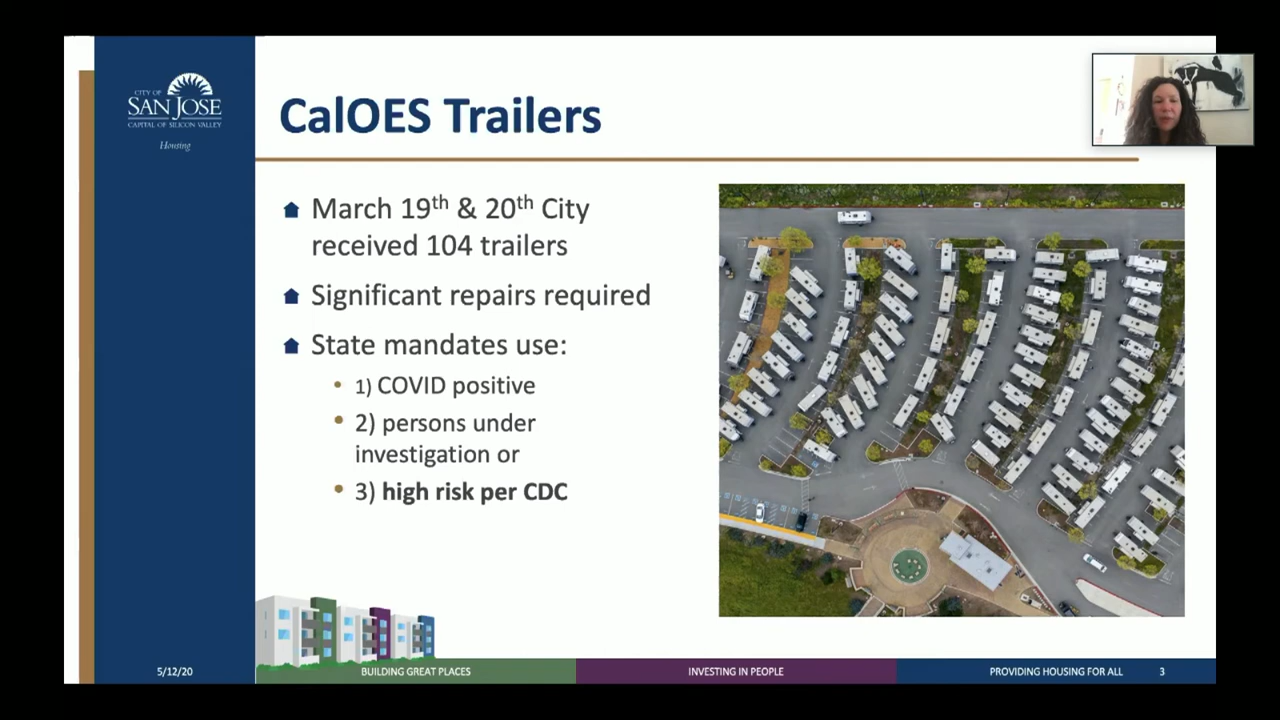 CITY OF
SAN JOSE
CAPITAL OF SILICON VALLEY
Housing
CalOES Trailers
March 19th & 20th City
received 104 trailers
Significant repairs required
State mandates use:
1) COVID positive
2) persons under
investigation or
3) high risk per CDC
5/12/20
BUILDING GREAT PLACES
INVESTING IN PEOPLE
PROVIDING HOUSING FOR ALL
3